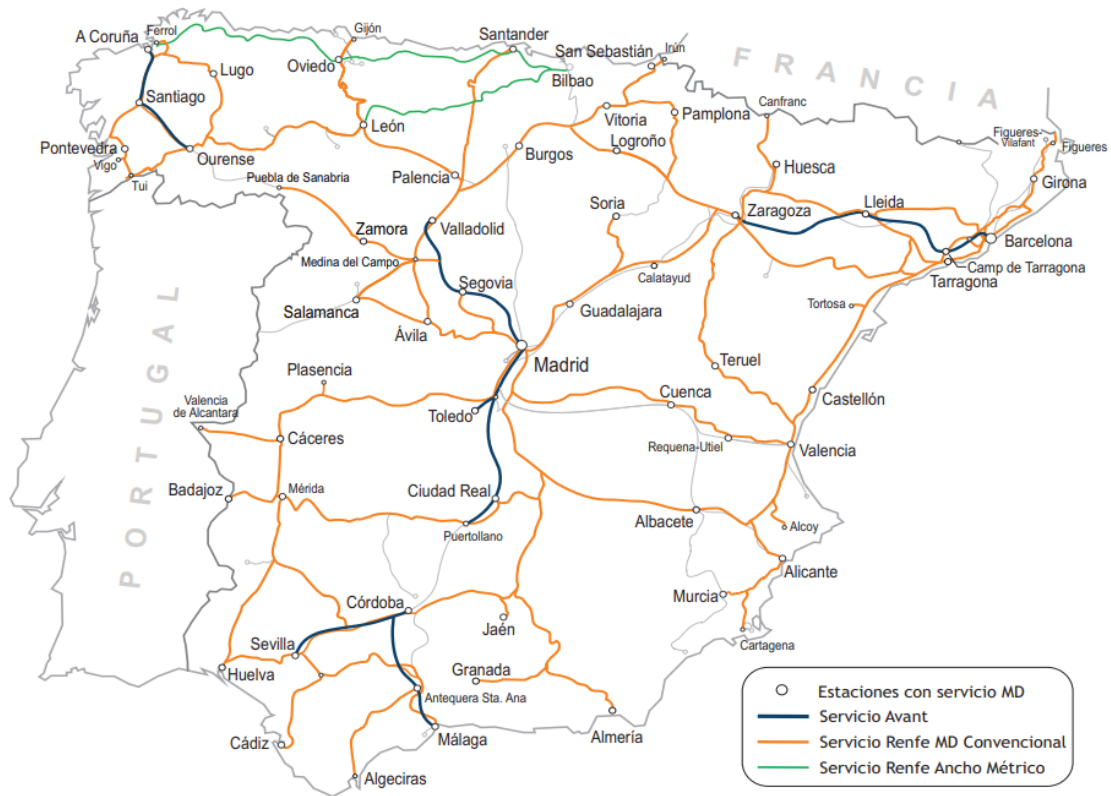 Ferrol
A Coruña
Gijón
Santander
San Sebastián
Irún
FRANCIA
Lugo
Oviedo
Bilbao
Santiago
León
Vitoria
Pamplona
Canfranc
Logroño
Figueres-
Vilafant
Figueres
Pontevedra
Vigo
Ourense
Burgos
Huesca
Girona
Tui
Puebla de Sanabria
Palencia
Soria
Zaragoza
Lleida
Zamora
Valladolid
Barcelona
Medina del Campo
Segovia
Calatayud
Camp de Tarragona
Tarragona
Salamanca
Ávila
Guadalajara
Tortosa
PORTUGAL
Madrid
Teruel
Plasencia
Cuenca
Castellón
Valencia
de Alcantara
Toledo
Cáceres
Requena-Utiel
Valencia
Badajoz
Mérida
Ciudad Real
Albacete
Puertollano
Alcoy
Alicante
Córdoba
Murcia
Jaén
Cartagena
Sevilla
Huelva
Granada
Antequera Sta. Ana
Cádiz
Málaga
Almería
Algeciras
Estaciones con servicio MD
Servicio Avant
Servicio Renfe MD Convencional
Servicio Renfe Ancho Métrico